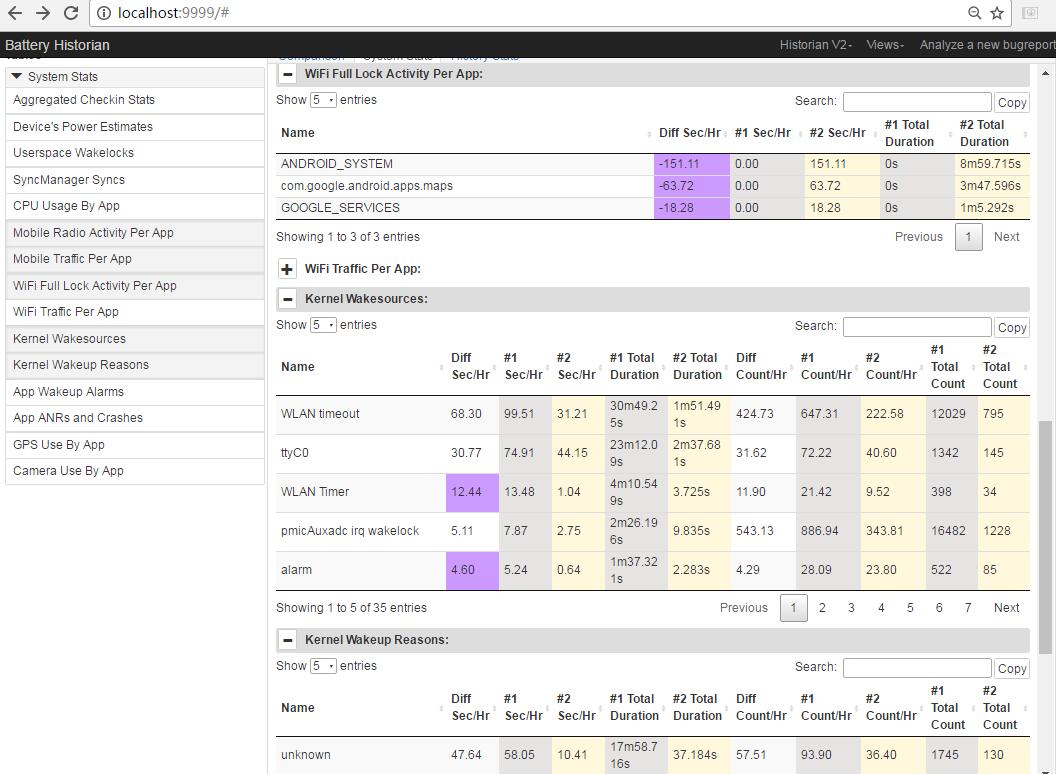 localhost:9999/#
Battery Historian Historian V2- Views- Analyze a new bugreport
System Stats
Aggregated Checkin Stats
Device's Power Estimates
Userspace Wakelocks
SyncManager Syncs
CPU Usage By App
Mobile Radio Activity Per App
Mobile Traffic Per App
WiFi Full Lock Activity Per App
WiFi Traffic Per App
Kernel Wakesources
Kernel Wakeup Reasons
App Wakeup Alarms
App ANRs and Crashes
GPS Use By App
Camera Use By App
Comparison System Stats History Stats
WiFi Full Lock Activity Per App:
Show 5 entries Search: Copy
Name Diff Sec/Hr #1 Sec/Hr #2 Sec/Hr #1 Total Duration #2 Total Duration
ANDROID_SYSTEM -151.11 0.00 151.11 0s 8m59.715s
com.google.android.apps.maps -63.72 0.00 63.72 0s 3m47.596s
GOOGLE_SERVICES -18.28 0.00 18.28 0s 1m5.292s
Showing 1 to 3 of 3 entries Previous 1 Next
WiFi Traffic Per App:
Kernel Wakesources:
Show 5 entries Search: Copy
Name Diff Sec/Hr #1 Sec/Hr #2 Sec/Hr #1 Total Duration #2 Total Duration Diff Count/Hr #1 Count/Hr #2 Count/Hr #1 Total Count #2 Total Count
WLAN timeout 68.30 99.51 31.21 30m49.25s 1m51.491s 424.73 647.31 222.58 12029 795
ttyC0 30.77 74.91 44.15 23m12.09s 2m37.681s 31.62 72.22 40.60 1342 145
WLAN Timer 12.44 13.48 1.04 4m10.549s 3.725s 11.90 21.42 9.52 398 34
pmicAuxadc irq wakelock 5.11 7.87 2.75 2m26.196s 9.835s 543.13 886.94 343.81 16482 1228
alarm 4.60 5.24 0.64 1m37.321s 2.283s 4.29 28.09 23.80 522 85
Showing 1 to 5 of 35 entries Previous 1 2 3 4 5 6 7 Next
Kernel Wakeup Reasons:
Show 5 entries Search: Copy
Name Diff Sec/Hr #1 Sec/Hr #2 Sec/Hr #1 Total Duration #2 Total Duration Diff Count/Hr #1 Count/Hr #2 Count/Hr #1 Total Count #2 Total Count
unknown 47.64 58.05 10.41 17m58.716s 37.184s 57.51 93.90 36.40 1745 130